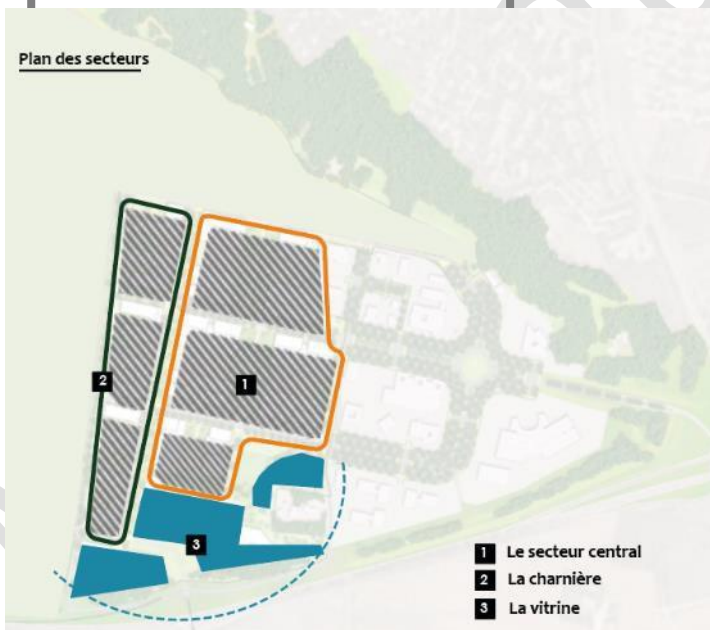 Plan des secteurs
2
1
3
1 Le secteur central
2 La charnière
3 La vitrine